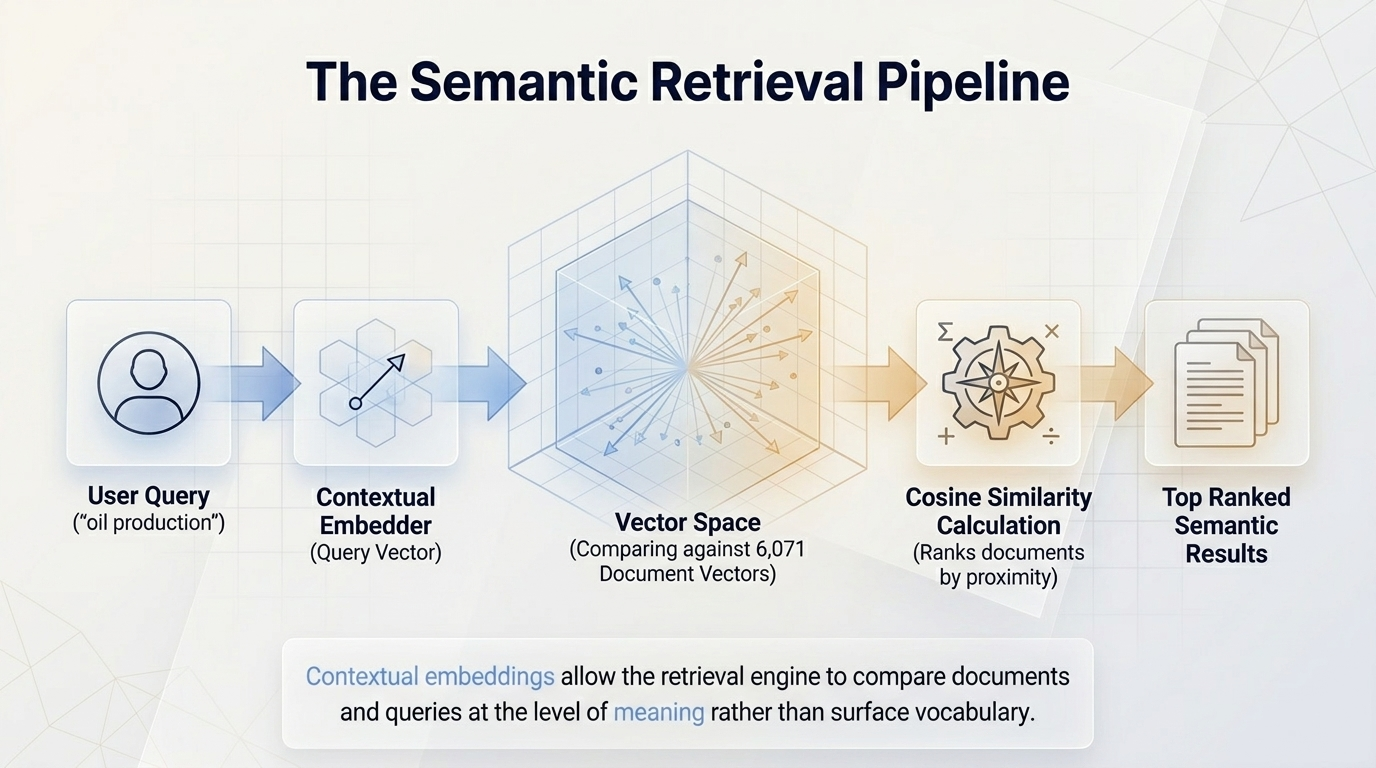 The Semantic Retrieval Pipeline
User Query
(“oil production”)
Contextual
Embedder
(Query Vector)
Vector Space
(Comparing against 6,071
Document Vectors)
Σ ×
+ ÷
Cosine Similarity
Calculation
(Ranks documents
by proximity)
Top Ranked
Semantic
Results
Contextual embeddings allow the retrieval engine to compare documents
and queries at the level of meaning rather than surface vocabulary.